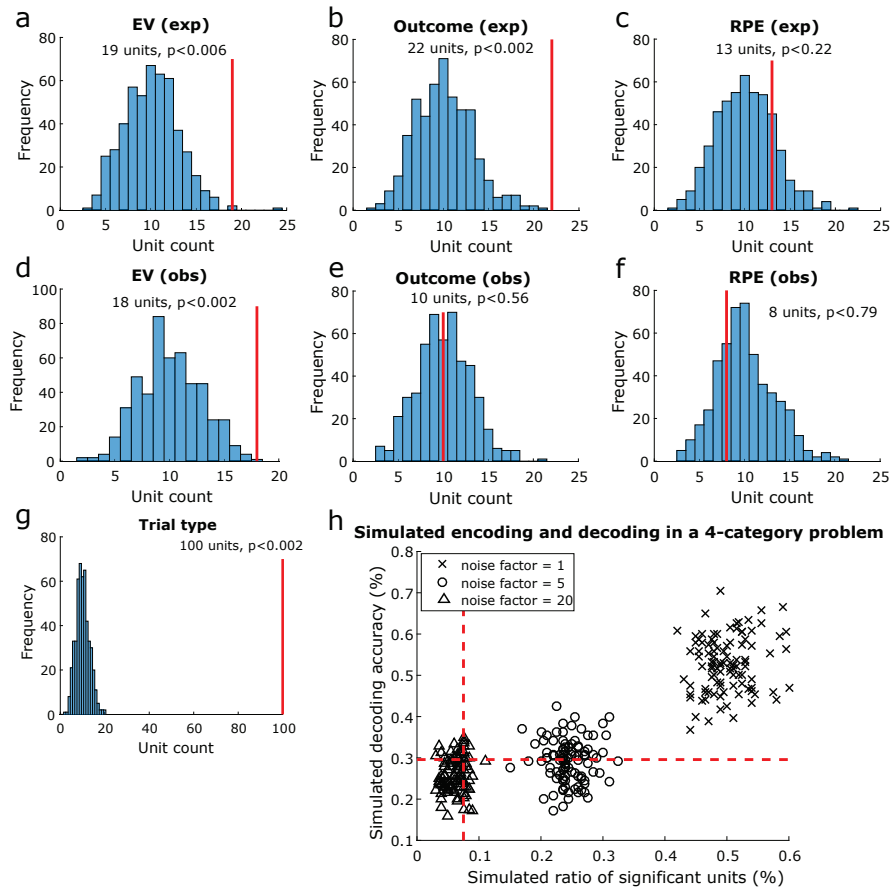 a
EV (exp)
19 units, p<0.006
80
60
40
20
0
0 5 10 15 20 25
Frequency
Unit count
b
Outcome (exp)
22 units, p<0.002
80
60
40
20
0
0 5 10 15 20 25
Frequency
Unit count
c
RPE (exp)
13 units, p<0.22
80
60
40
20
0
0 5 10 15 20 25
Frequency
Unit count
d
EV (obs)
18 units, p<0.002
100
80
60
40
20
0
0 5 10 15 20
Frequency
Unit count
e
Outcome (obs)
10 units, p<0.56
80
60
40
20
0
0 5 10 15 20 25
Frequency
Unit count
f
RPE (obs)
8 units, p<0.79
80
60
40
20
0
0 5 10 15 20 25
Frequency
Unit count
g
Trial type
100 units, p<0.002
80
60
40
20
0
0 20 40 60 80 100
Frequency
Unit count
h
Simulated encoding and decoding in a 4-category problem
noise factor = 1
noise factor = 5
noise factor = 20
0.8
0.7
0.6
0.5
0.4
0.3
0.2
0.1
0 0.1 0.2 0.3 0.4 0.5 0.6
Simulated decoding accuracy (%)
Simulated ratio of significant units (%)